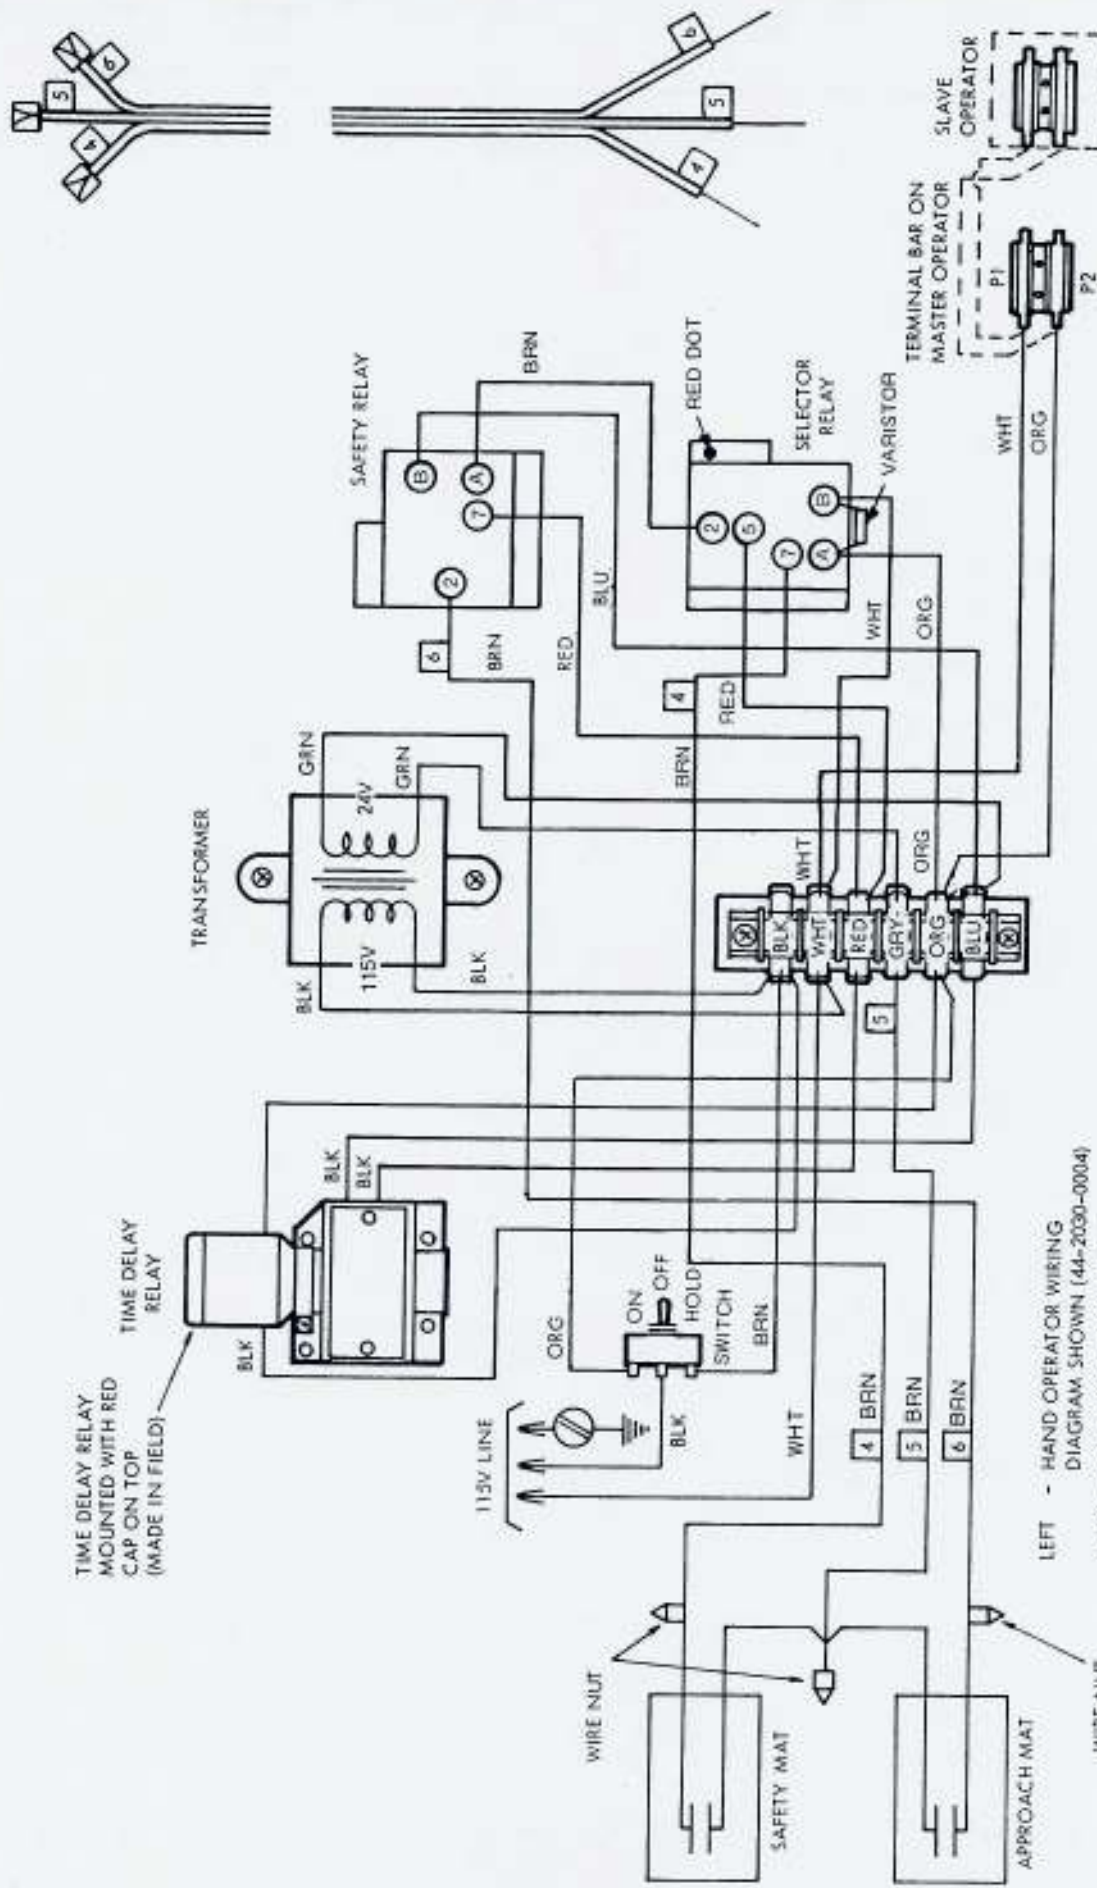 TIME DELAY RELAY
MOUNTED WITH RED
CAP ON TOP
(MADE IN FIELD)
TIME DELAY
RELAY
BLK
BLK
BLK
TRANSFORMER
115V
24V
BLK
BLK
GRN
GRN
SAFETY RELAY
2
7
A
B
6
BRN
RED
BLU
BRN
4
5
6
4
5
6
115V LINE
ORG
ON
OFF
HOLD
SWITCH
BLK
BRN
WHT
4
BRN
RED
RED DOT
2
5
7
A
B
SELECTOR
RELAY
VARISTOR
WHT
ORG
BLK
WHT
RED
GRY
ORG
BLU
WHT
ORG
5
WIRE NUT
SAFETY MAT
4 BRN
5 BRN
6 BRN
APPROACH MAT
TERMINAL BAR ON
MASTER OPERATOR
SLAVE
OPERATOR
P1
P2
WHT
ORG
LEFT - HAND OPERATOR WIRING
DIAGRAM SHOWN (44-2030-0004)